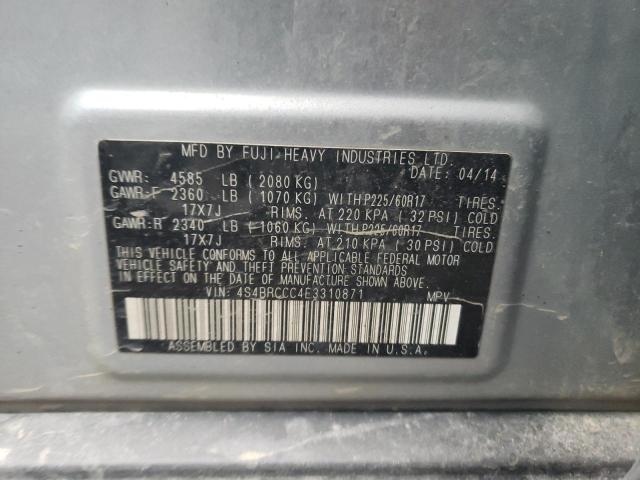 MFD BY FUJI HEAVY INDUSTRIES LTD.
DATE: 04/14
GVWR: 4585 LB (2080 KG)
GAWR:F 2360 LB (1070 KG) WITH P225/60R17 TIRES.
17X7J RIMS. AT 220 KPA (32 PSI) COLD
GAWR:R 2340 LB (1060 KG) WITH P225/60R17 TIRES.
17X7J RIMS. AT 210 KPA (30 PSI) COLD
THIS VEHICLE CONFORMS TO ALL APPLICABLE FEDERAL MOTOR
VEHICLE SAFETY AND THEFT PREVENTION STANDARDS
IN EFFECT ON THE DATE OF MANUFACTURE SHOWN ABOVE.
VIN: 4S4BRCCC4E3310871 MPV
ASSEMBLED BY SIA INC. MADE IN U.S.A.